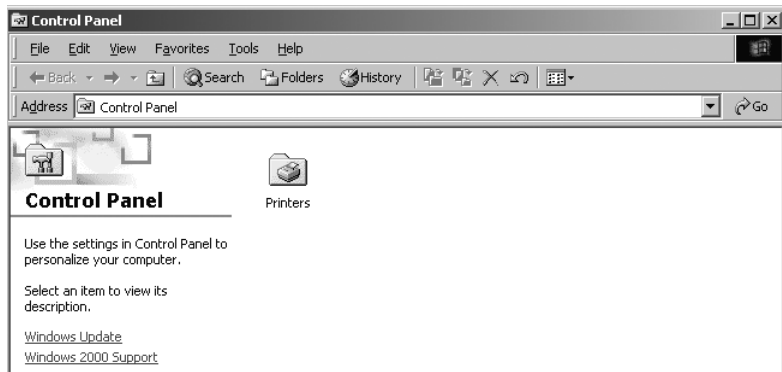 Control Panel
File Edit View Favorites Tools Help
Back Search Folders History
Address Control Panel Go
Control Panel
Printers
Use the settings in Control Panel to
personalize your computer.
Select an item to view its
description.
Windows Update
Windows 2000 Support